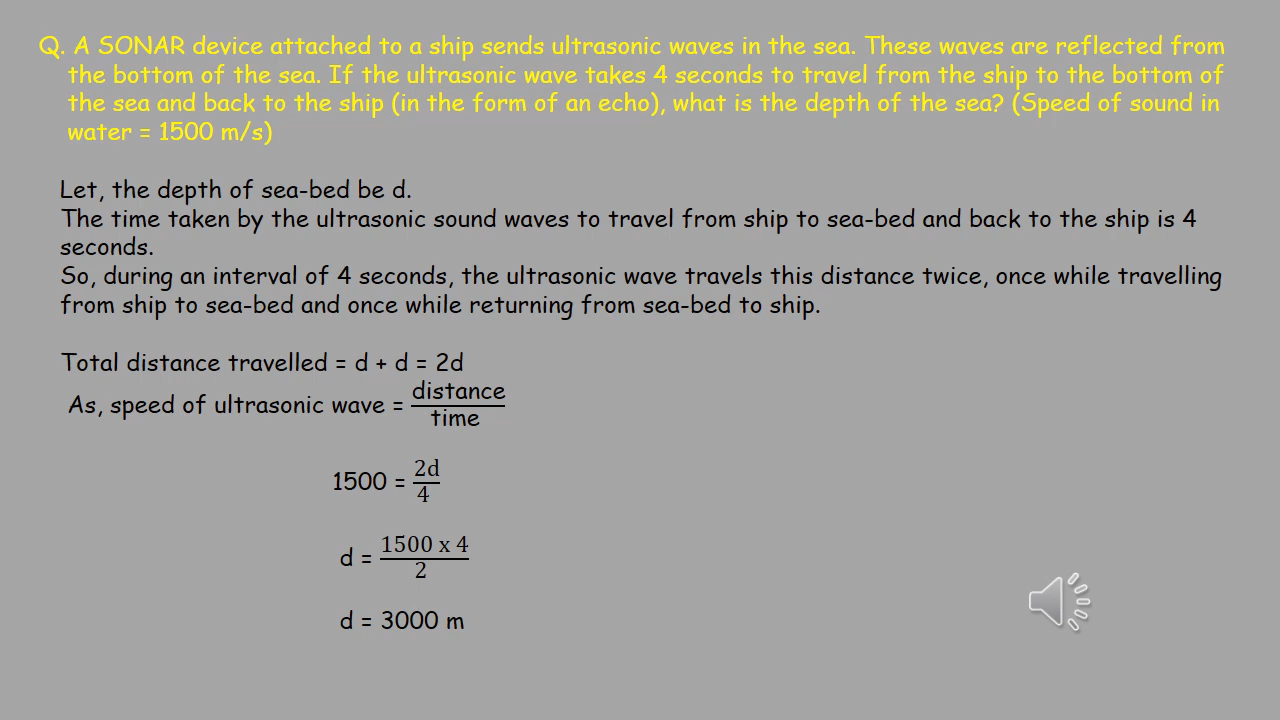 Q. A SONAR device attached to a ship sends ultrasonic waves in the sea. These waves are reflected from
the bottom of the sea. If the ultrasonic wave takes 4 seconds to travel from the ship to the bottom of
the sea and back to the ship (in the form of an echo), what is the depth of the sea? (Speed of sound in
water = 1500 m/s)
Let, the depth of sea-bed be d.
The time taken by the ultrasonic sound waves to travel from ship to sea-bed and back to the ship is 4
seconds.
So, during an interval of 4 seconds, the ultrasonic wave travels this distance twice, once while travelling
from ship to sea-bed and once while returning from sea-bed to ship.
Total distance travelled = d + d = 2d
As, speed of ultrasonic wave = distance/time
1500 = 2d/4
d = 1500 x 4/2
d = 3000 m